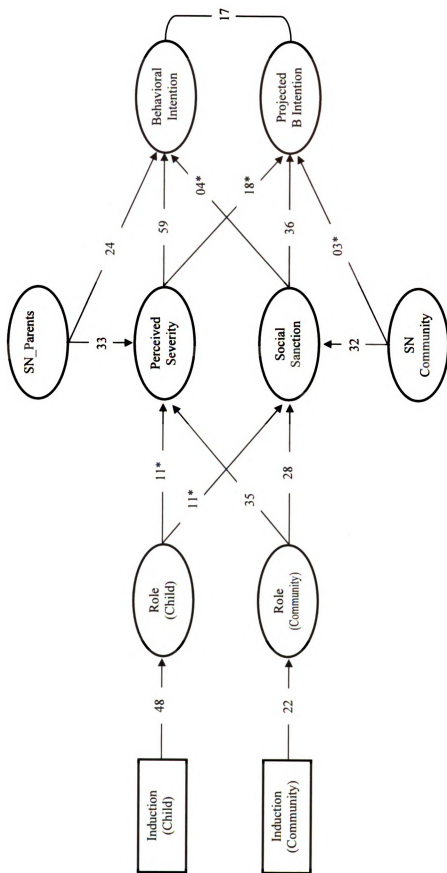 Induction
(Child)
48
Role
(Child)
11*
11*
Induction
(Community)
22
Role
(Community)
35
28
SN_Parents
33
24
Perceived
Severity
59
18*
Social
Sanction
04*
36
32
SN
Community
03*
Behavioral
Intention
17
Projected
B Intention